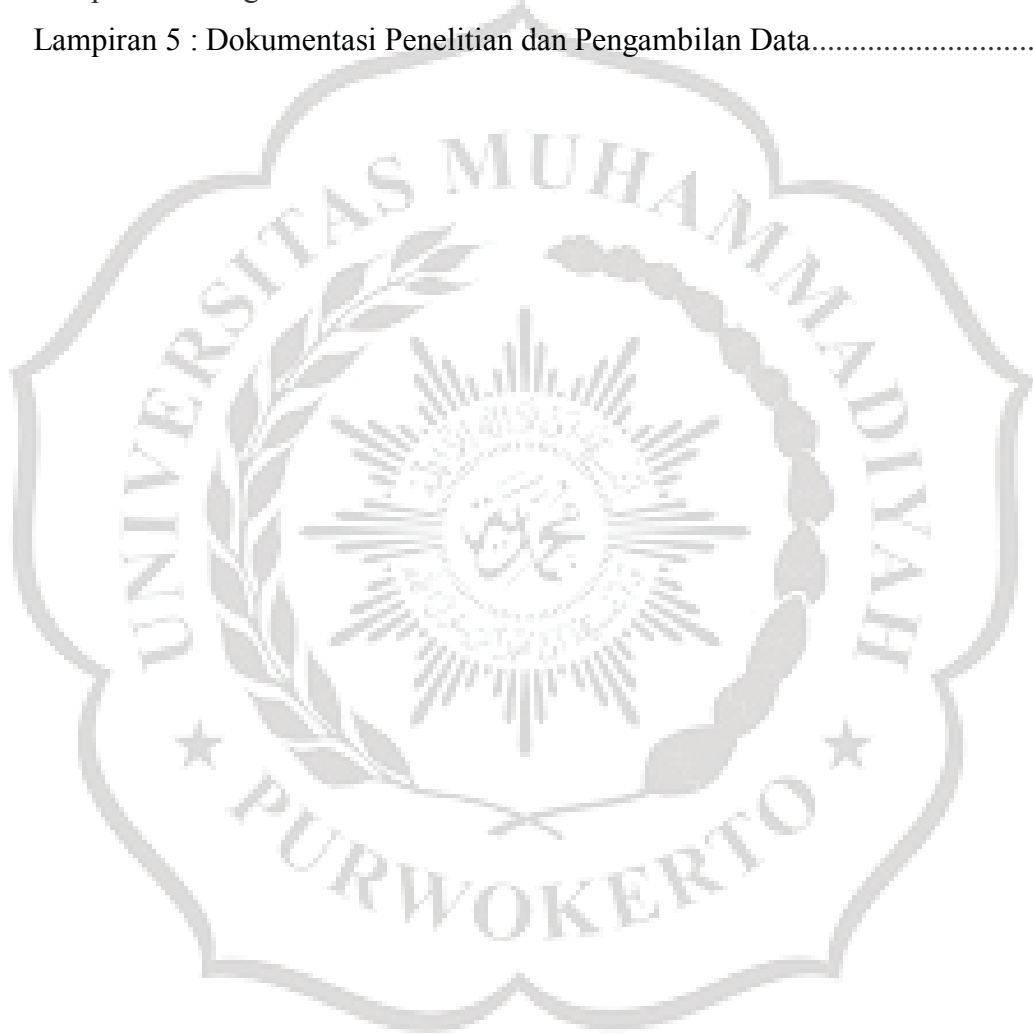 Lampiran 5 : Dokumentasi Penelitian dan Pengambilan Data............................
UNIVERSITAS MUHAMMADIYAH
★ PURWOKERTO ★